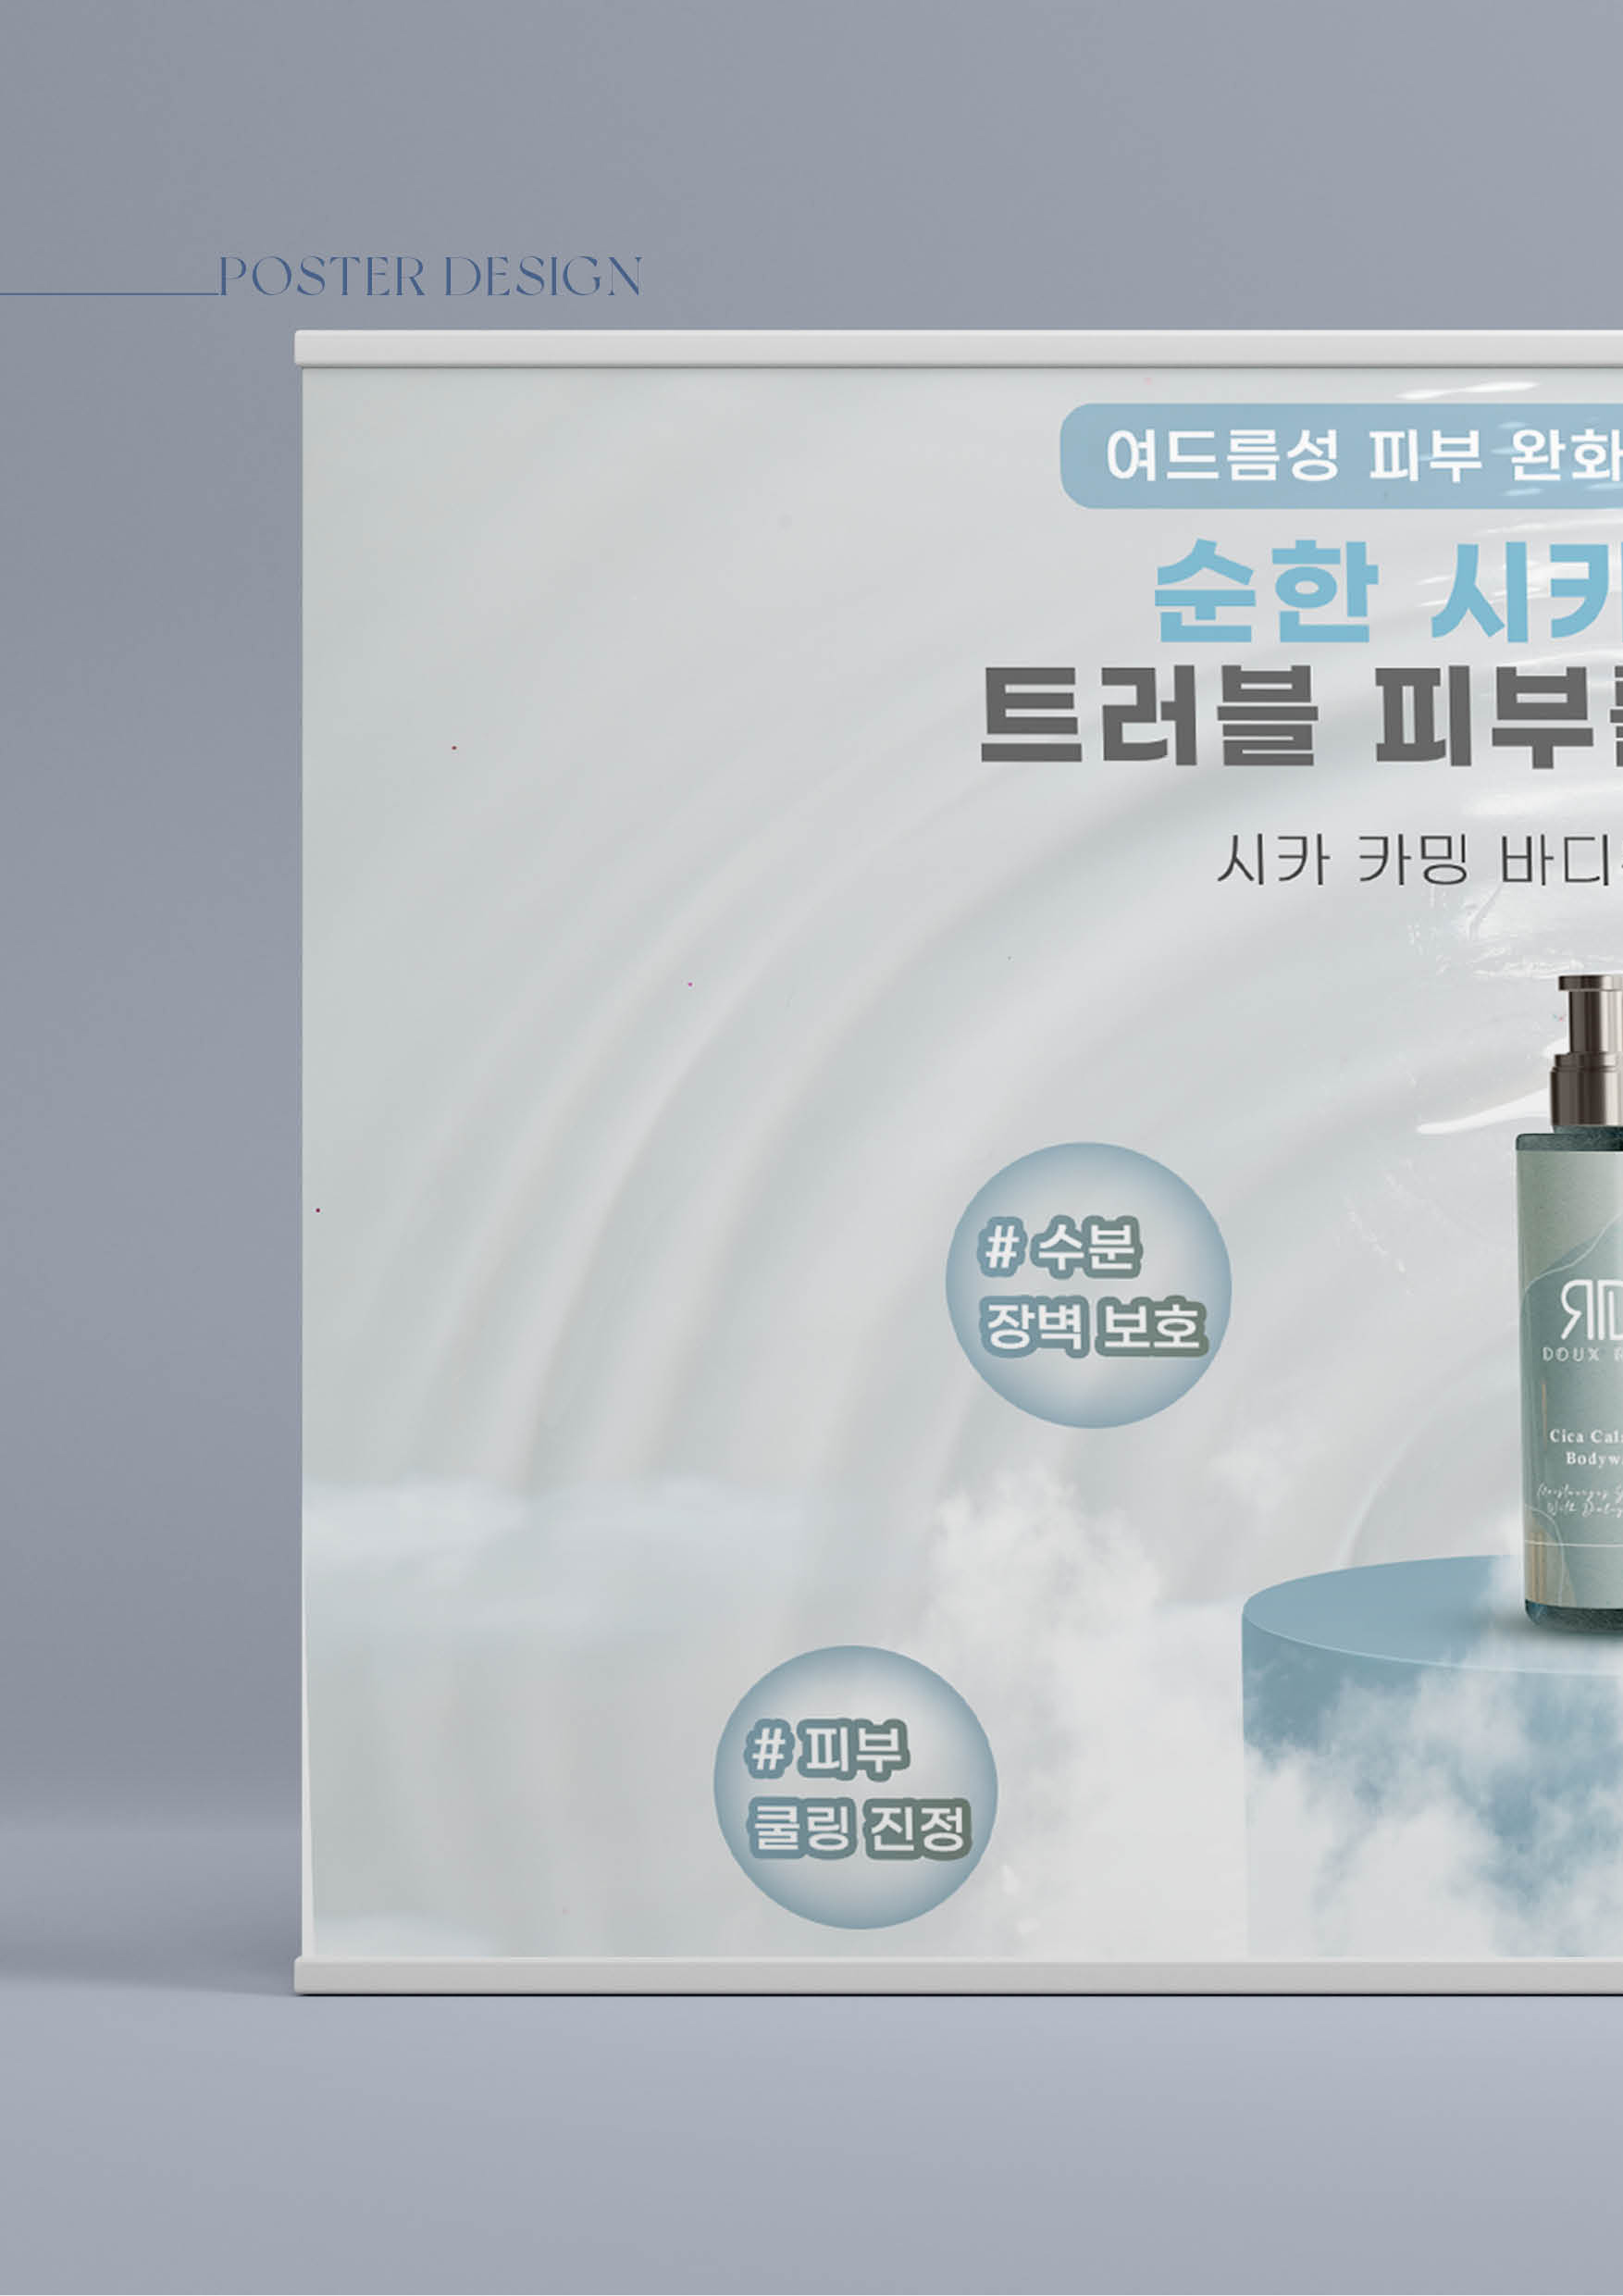 POSTER DESIGN
여드름성 피부 완화
순한 시카
트러블 피부를
시카 카밍 바디
# 수분
장벽 보호
DOUX
Cica Cal
Bodyw
# 피부
쿨링 진정